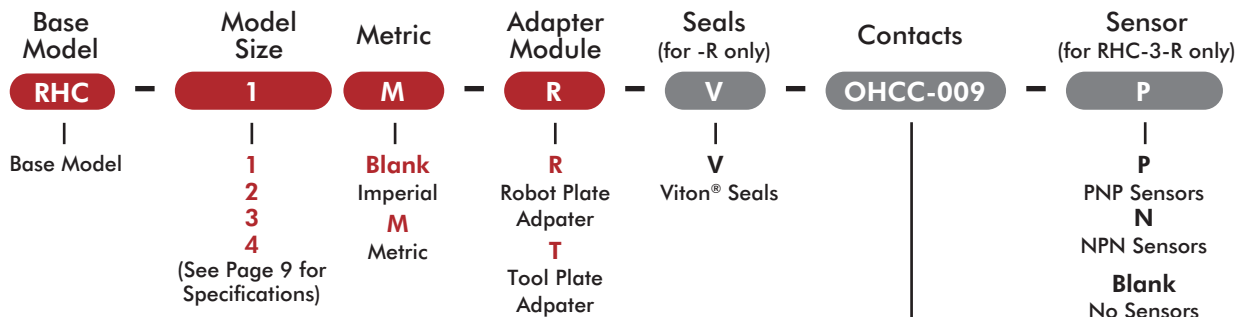 Base Model
Model Size
Metric
Adapter Module
Seals (for -R only)
Contacts
Sensor (for RHC-3-R only)
RHC – 1 M – R – V – OHCC-009 – P
Base Model
1
2
3
4
(See Page 9 for
Specifications)
Blank
Imperial
M
Metric
R
Robot Plate
Adpater
T
Tool Plate
Adpater
V
Viton® Seals
P
PNP Sensors
N
NPN Sensors
Blank
No Sensors